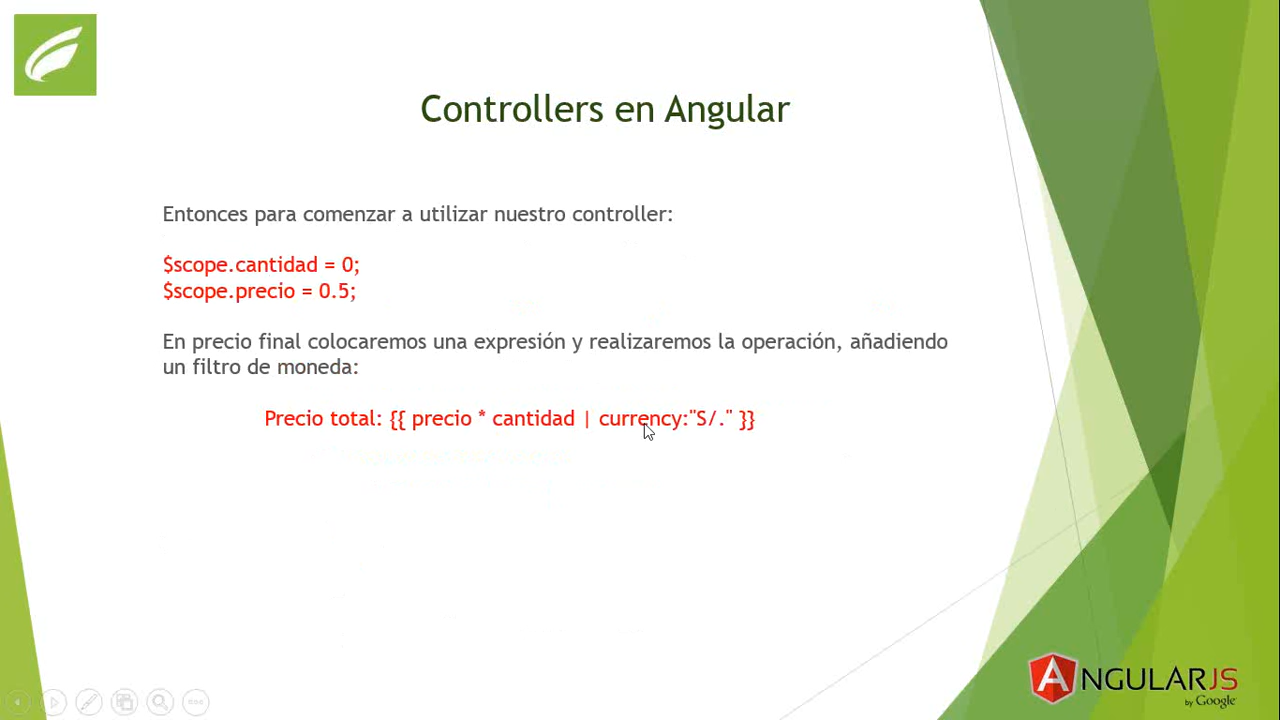 Controllers en Angular
Entonces para comenzar a utilizar nuestro controller:
$scope.cantidad = 0;
$scope.precio = 0.5;
En precio final colocaremos una expresión y realizaremos la operación, añadiendo
un filtro de moneda:
Precio total: {{ precio * cantidad | currency:"S/." }}
ANGULARJS
by Google